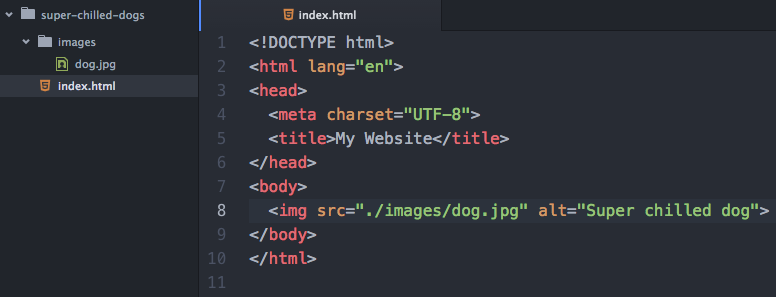 super-chilled-dogs
images
dog.jpg
index.html
index.html
1 <!DOCTYPE html>
2 <html lang="en">
3 <head>
4   <meta charset="UTF-8">
5   <title>My Website</title>
6 </head>
7 <body>
8   <img src="./images/dog.jpg" alt="Super chilled dog">
9 </body>
10 </html>
11